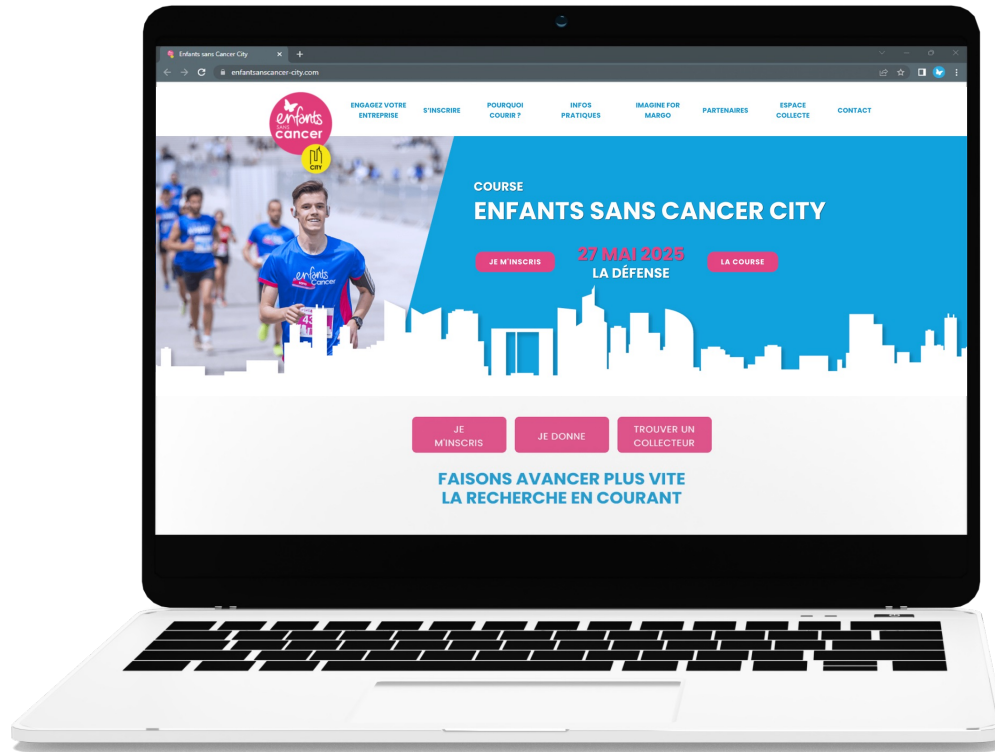 Enfants sans Cancer City
enfantsanscancer-city.com
enfants
SANS
cancer
CITY
ENGAGEZ VOTRE
ENTREPRISE
S'INSCRIRE
POURQUOI
COURIR ?
INFOS
PRATIQUES
IMAGINE FOR
MARGO
PARTENAIRES
ESPACE
COLLECTE
CONTACT
COURSE
ENFANTS SANS CANCER CITY
JE M'INSCRIS
27 MAI 2025
LA DÉFENSE
LA COURSE
enfants
Cancer
JE
M'INSCRIS
JE DONNE
TROUVER UN
COLLECTEUR
FAISONS AVANCER PLUS VITE
LA RECHERCHE EN COURANT